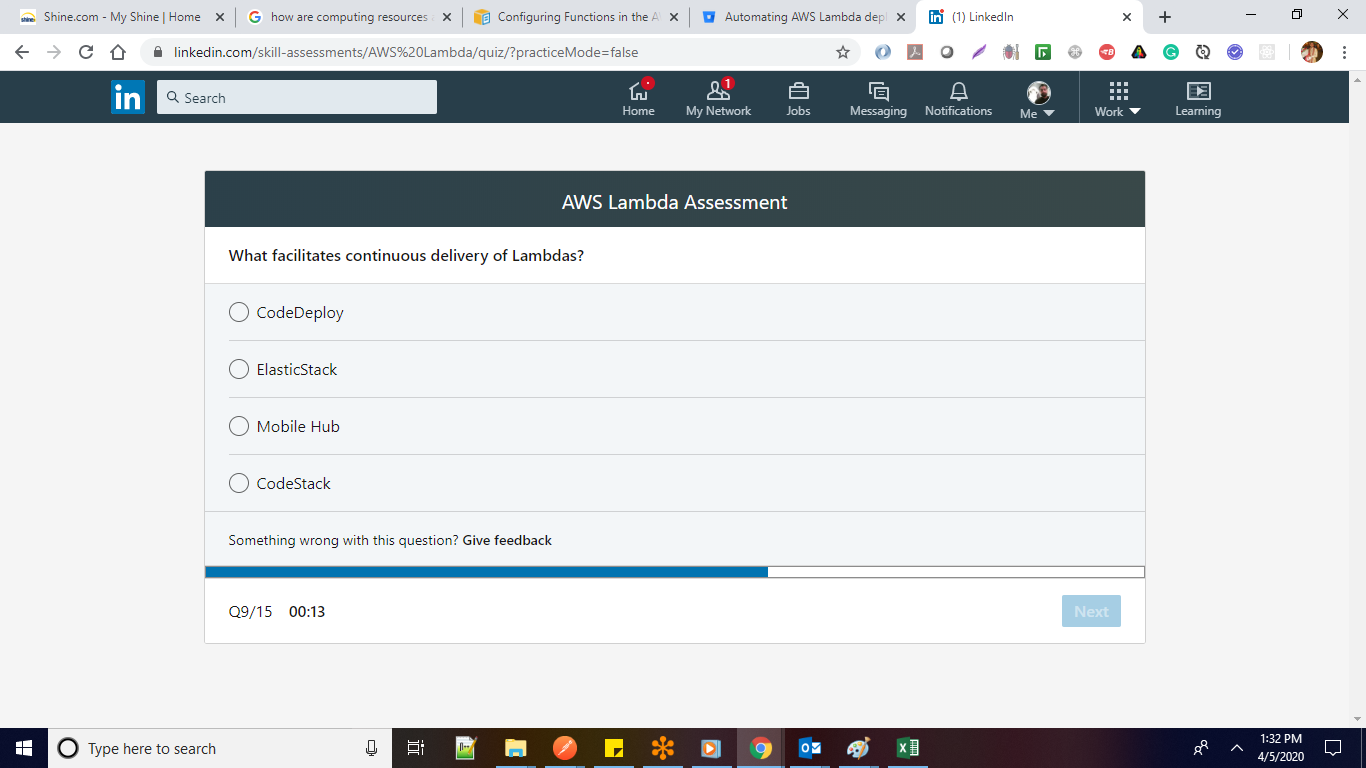 Shine.com - My Shine | Home
how are computing resources
Configuring Functions in the A
Automating AWS Lambda dep
(1) LinkedIn
linkedin.com/skill-assessments/AWS%20Lambda/quiz/?practiceMode=false
in
Search
1
Home
My Network
Jobs
Messaging
Notifications
Me
Work
Learning
AWS Lambda Assessment
What facilitates continuous delivery of Lambdas?
CodeDeploy
ElasticStack
Mobile Hub
CodeStack
Something wrong with this question? Give feedback
Q9/15 00:13
Next
Type here to search
1:32 PM
4/5/2020